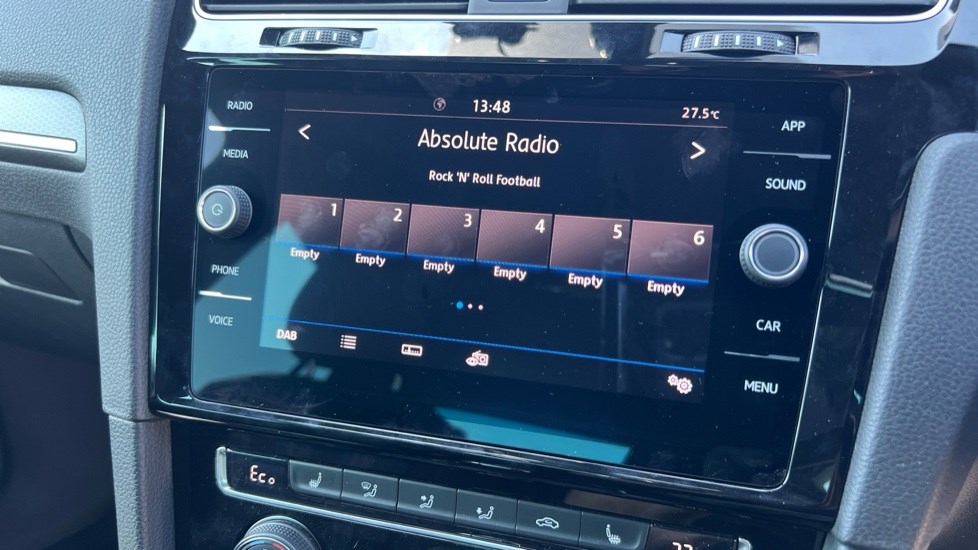 RADIO
MEDIA
PHONE
VOICE
13:48
27.5°C
<
Absolute Radio
>
Rock 'N' Roll Football
1 2 3 4 5 6
Empty Empty Empty Empty Empty Empty
DAB
APP
SOUND
CAR
MENU
Eco